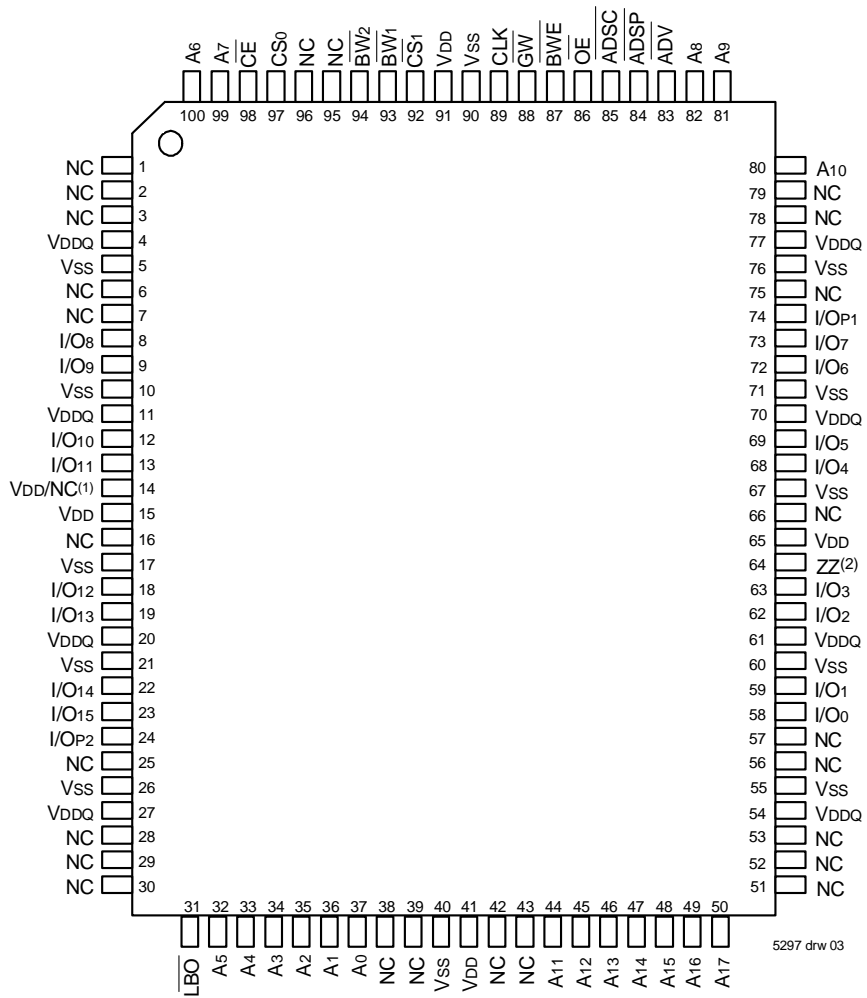 A6 A7 CE CS0 NC NC BW2 BW1 CS1 VDD VSS CLK GW BWE OE ADSC ADSP ADV A8 A9
100 99 98 97 96 95 94 93 92 91 90 89 88 87 86 85 84 83 82 81
NC 1 80 A10
NC 2 79 NC
NC 3 78 NC
VDDQ 4 77 VDDQ
VSS 5 76 VSS
NC 6 75 NC
NC 7 74 I/OP1
I/O8 8 73 I/O7
I/O9 9 72 I/O6
VSS 10 71 VSS
VDDQ 11 70 VDDQ
I/O10 12 69 I/O5
I/O11 13 68 I/O4
VDD/NC(1) 14 67 VSS
VDD 15 66 NC
NC 16 65 VDD
VSS 17 64 ZZ(2)
I/O12 18 63 I/O3
I/O13 19 62 I/O2
VDDQ 20 61 VDDQ
VSS 21 60 VSS
I/O14 22 59 I/O1
I/O15 23 58 I/O0
I/OP2 24 57 NC
NC 25 56 NC
VSS 26 55 VSS
VDDQ 27 54 VDDQ
NC 28 53 NC
NC 29 52 NC
NC 30 51 NC
31 32 33 34 35 36 37 38 39 40 41 42 43 44 45 46 47 48 49 50
LBO A5 A4 A3 A2 A1 A0 NC NC VSS VDD NC NC A11 A12 A13 A14 A15 A16 A17
5297 drw 03